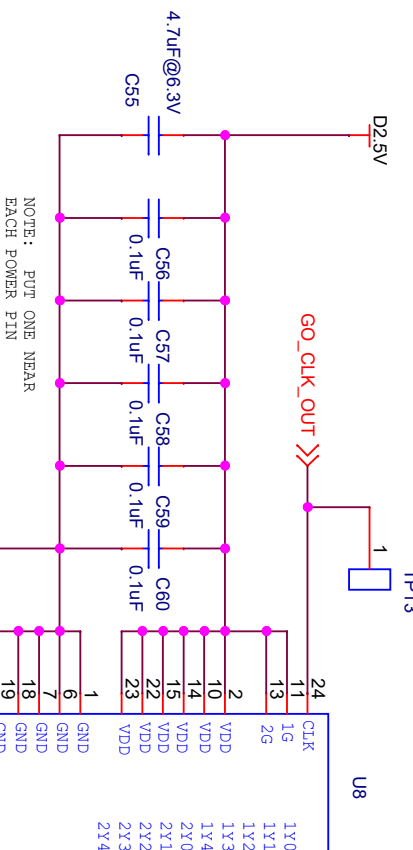 D2.5V
4.7uF@6.3V
C55
C56
0.1uF
C57
0.1uF
C58
0.1uF
C59
0.1uF
C60
0.1uF
NOTE: PUT ONE NEAR
EACH POWER PIN
GO_CLK_OUT
1
TP13
U8
24
CLK
11
1G
13
2G
2
VDD
10
VDD
14
VDD
15
VDD
22
VDD
23
VDD
1
GND
6
GND
7
GND
18
GND
19
GND
1Y0
1Y1
1Y2
1Y3
1Y4
2Y0
2Y1
2Y2
2Y3
2Y4